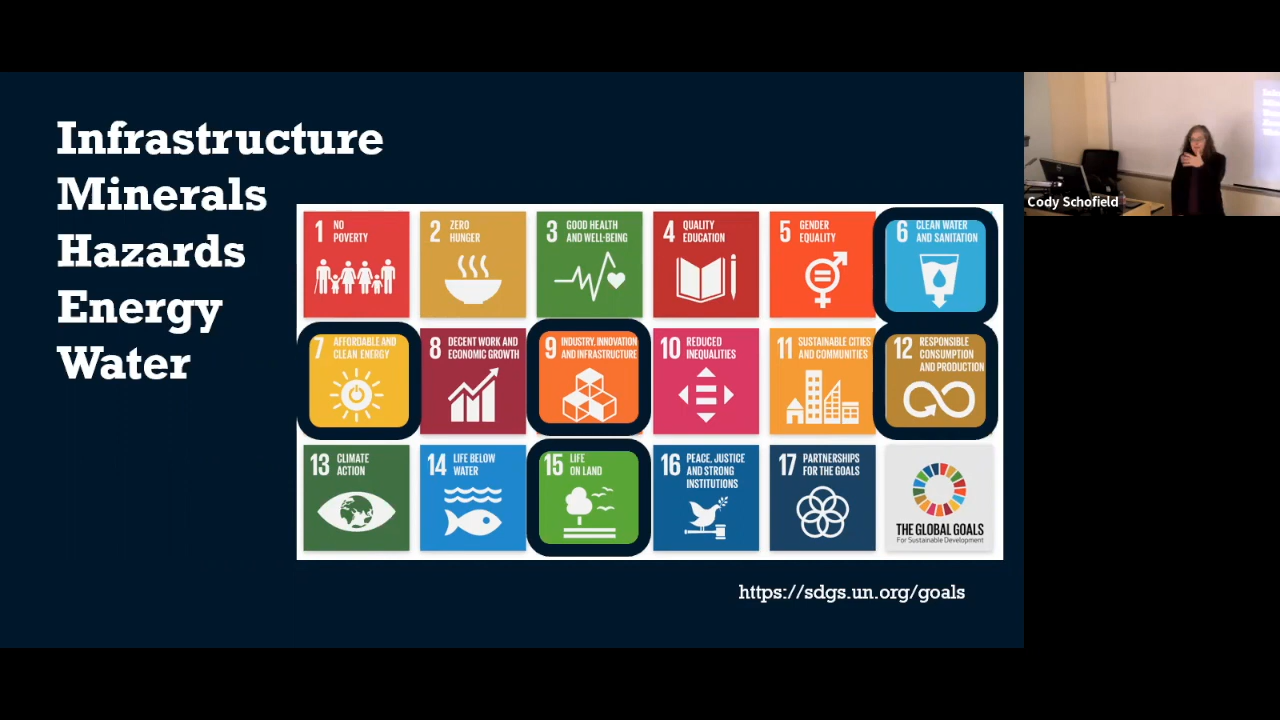 Infrastructure
Minerals
Hazards
Energy
Water
1 NO
POVERTY
2 ZERO
HUNGER
3 GOOD HEALTH
AND WELL-BEING
4 QUALITY
EDUCATION
5 GENDER
EQUALITY
6 CLEAN WATER
AND SANITATION
7 AFFORDABLE AND
CLEAN ENERGY
8 DECENT WORK AND
ECONOMIC GROWTH
9 INDUSTRY, INNOVATION
AND INFRASTRUCTURE
10 REDUCED
INEQUALITIES
11 SUSTAINABLE CITIES
AND COMMUNITIES
12 RESPONSIBLE
CONSUMPTION
AND PRODUCTION
13 CLIMATE
ACTION
14 LIFE BELOW
WATER
15 LIFE
ON LAND
16 PEACE, JUSTICE
AND STRONG
INSTITUTIONS
17 PARTNERSHIPS
FOR THE GOALS
THE GLOBAL GOALS
For Sustainable Development
https://sdgs.un.org/goals
Cody Schofield